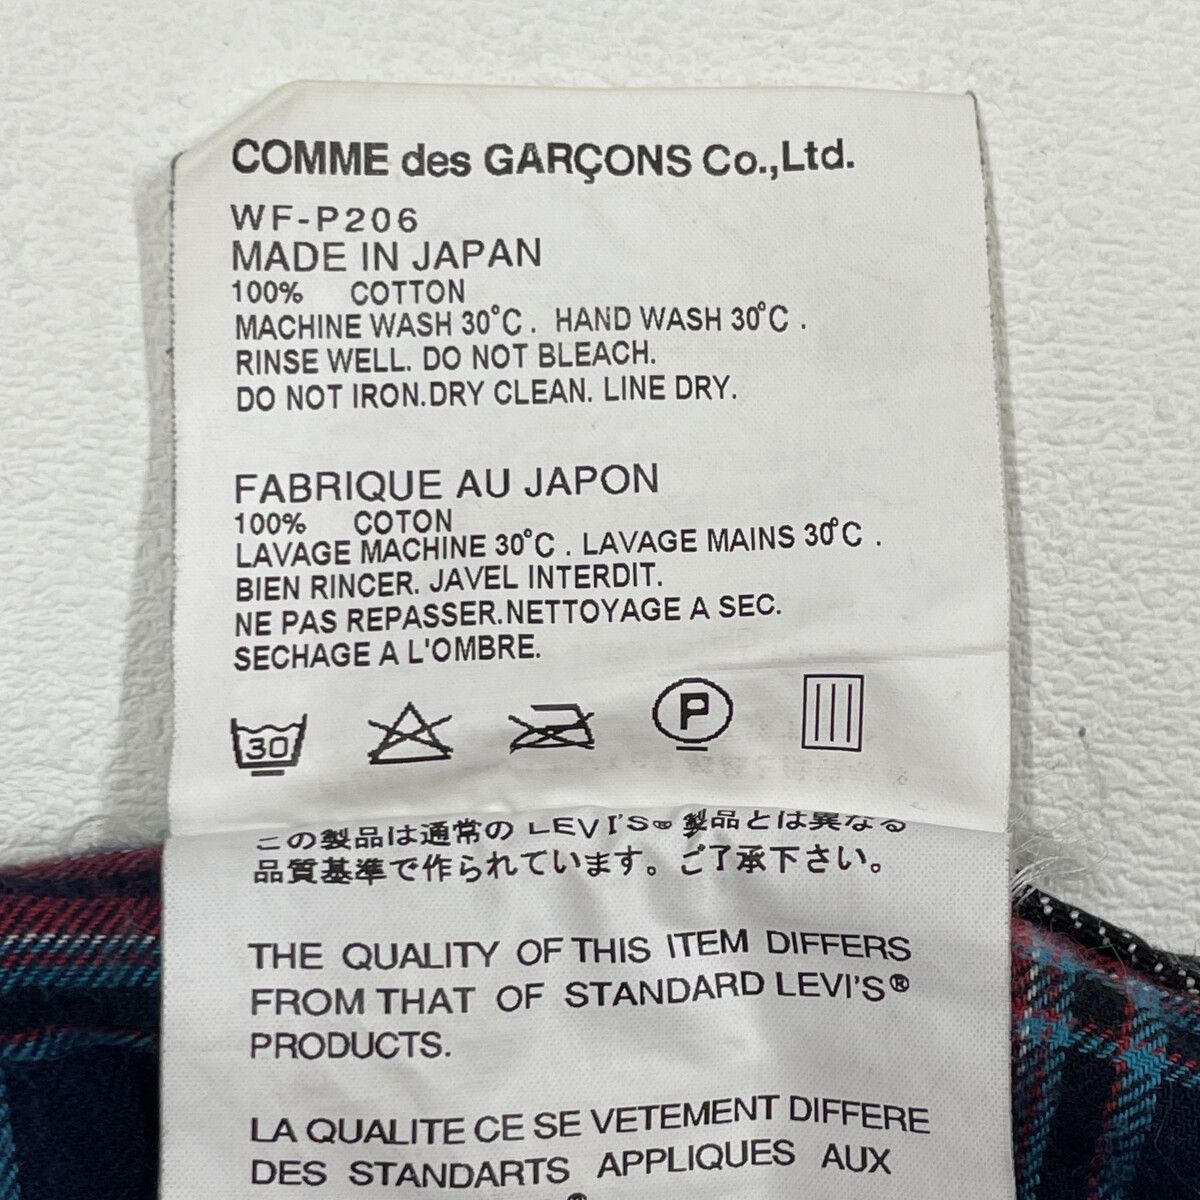 COMME des GARÇONS Co.,Ltd.
WF-P206
MADE IN JAPAN
100% COTTON
MACHINE WASH 30°C . HAND WASH 30°C .
RINSE WELL. DO NOT BLEACH.
DO NOT IRON.DRY CLEAN. LINE DRY.
FABRIQUE AU JAPON
100% COTON
LAVAGE MACHINE 30°C . LAVAGE MAINS 30°C .
BIEN RINCER. JAVEL INTERDIT.
NE PAS REPASSER.NETTOYAGE A SEC.
SECHAGE A L'OMBRE.
30 P
この製品は通常の LEVI'S® 製品とは異なる
品質基準で作られています。ご了承下さい。
THE QUALITY OF THIS ITEM DIFFERS
FROM THAT OF STANDARD LEVI'S®
PRODUCTS.
LA QUALITE CE SE VETEMENT DIFFERE
DES STANDARTS APPLIQUES AUX